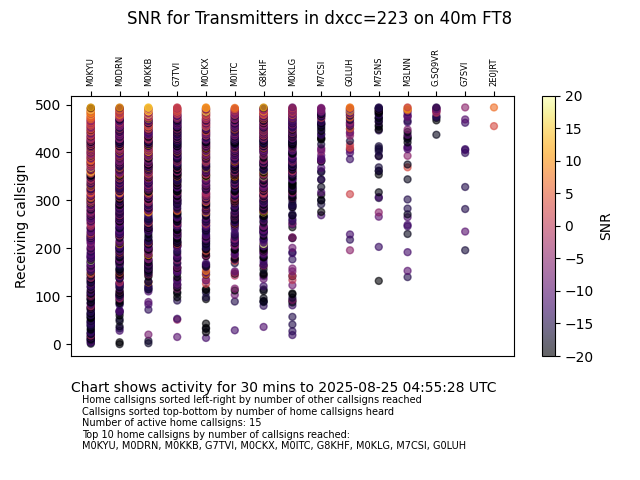 SNR for Transmitters in dxcc=223 on 40m FT8
M0KYU M0DRN M0KKB G7TVI M0CKX M0ITC G8KHF M0KLG M7CSI G0LUH M7SNS M3LNN G.SQ9VR G7SVI 2E0JRT
Receiving callsign
500
400
300
200
100
0
20
15
10
5
0
−5
−10
−15
−20
SNR
Chart shows activity for 30 mins to 2025-08-25 04:55:28 UTC
Home callsigns sorted left-right by number of other callsigns reached
Callsigns sorted top-bottom by number of home callsigns heard
Number of active home callsigns: 15
Top 10 home callsigns by number of callsigns reached:
M0KYU, M0DRN, M0KKB, G7TVI, M0CKX, M0ITC, G8KHF, M0KLG, M7CSI, G0LUH